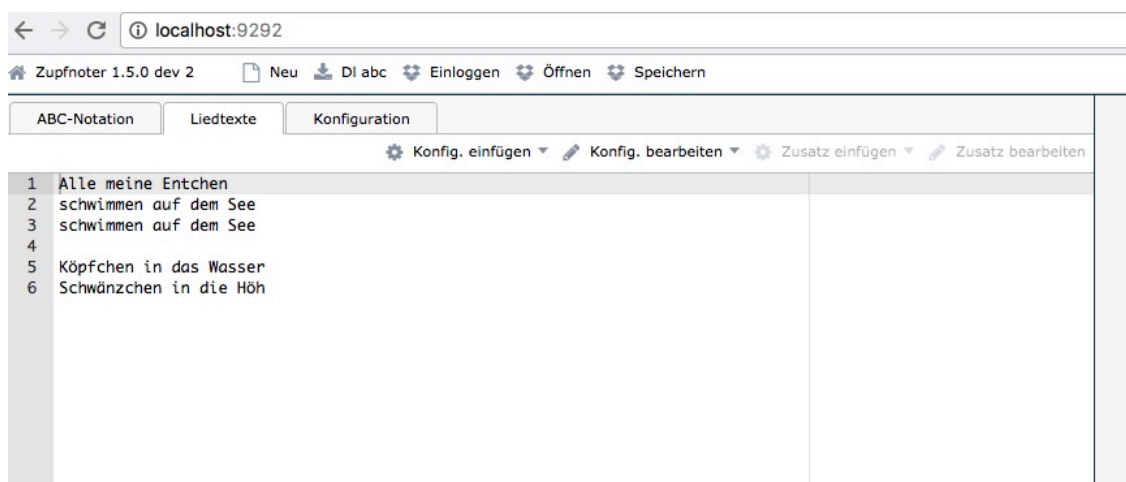 localhost:9292
Zupfnoter 1.5.0 dev 2 Neu Dl abc Einloggen Öffnen Speichern
ABC-Notation Liedtexte Konfiguration
Konfig. einfügen Konfig. bearbeiten Zusatz einfügen Zusatz bearbeiten
1 Alle meine Entchen
2 schwimmen auf dem See
3 schwimmen auf dem See
4
5 Köpfchen in das Wasser
6 Schwänzchen in die Höh